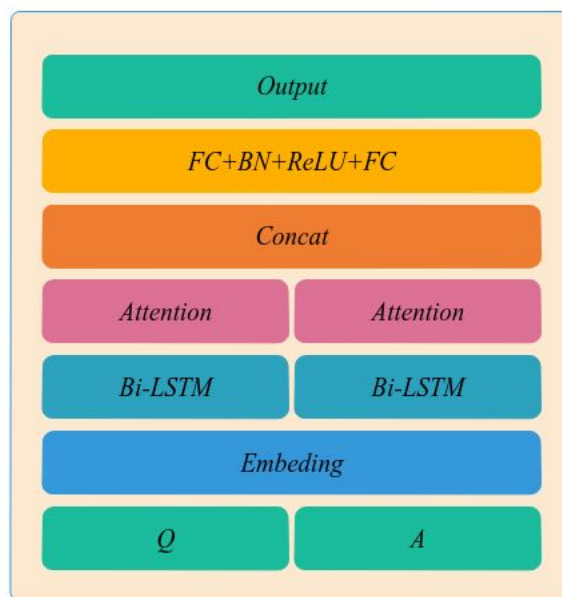 Output
FC+BN+ReLU+FC
Concat
Attention Attention
Bi-LSTM Bi-LSTM
Embeding
Q A